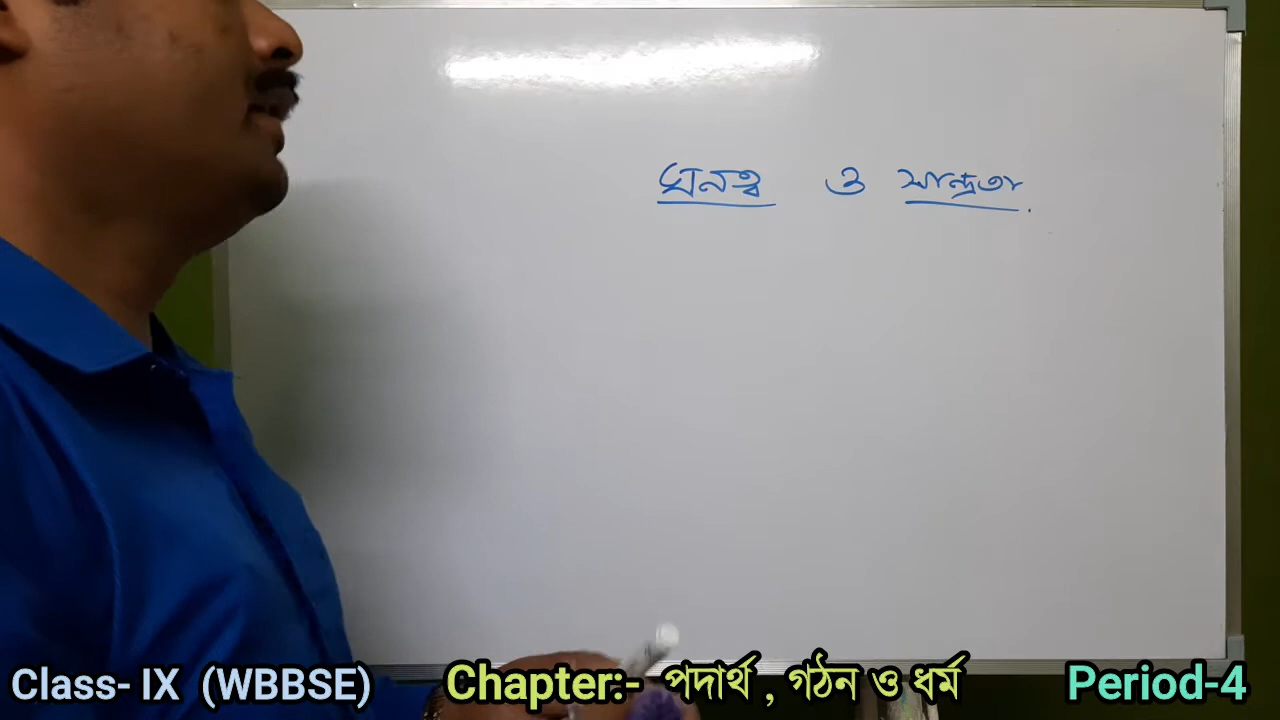 ঘনত্ব ও সান্দ্রতা.
Class- IX (WBBSE) Chapter:- পদার্থ , গঠন ও ধর্ম Period-4